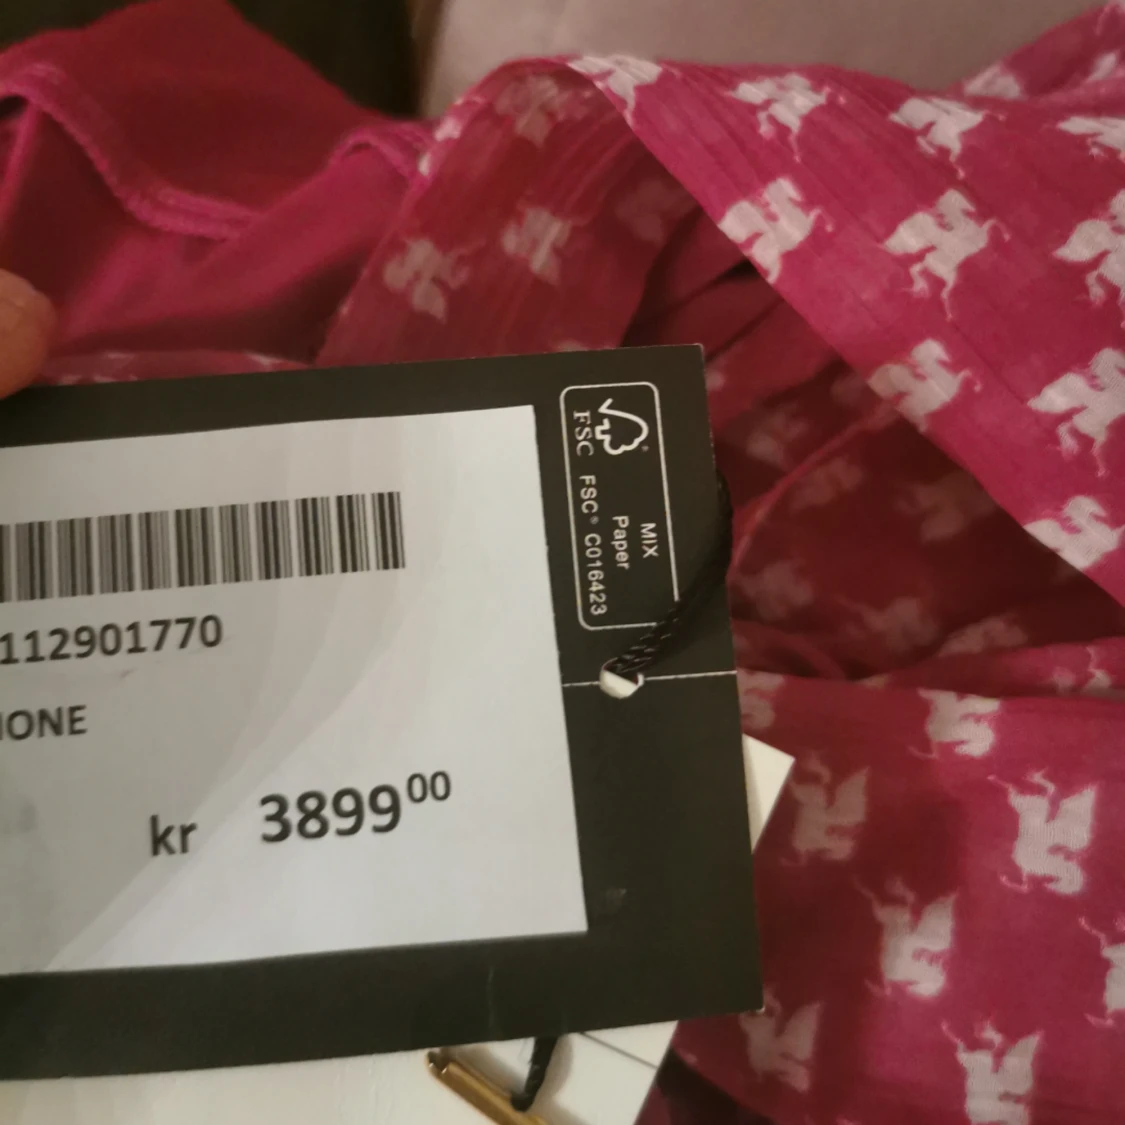 112901770
IONE
kr 3899⁰⁰
FSC
FSC® C016423
MIX
Paper